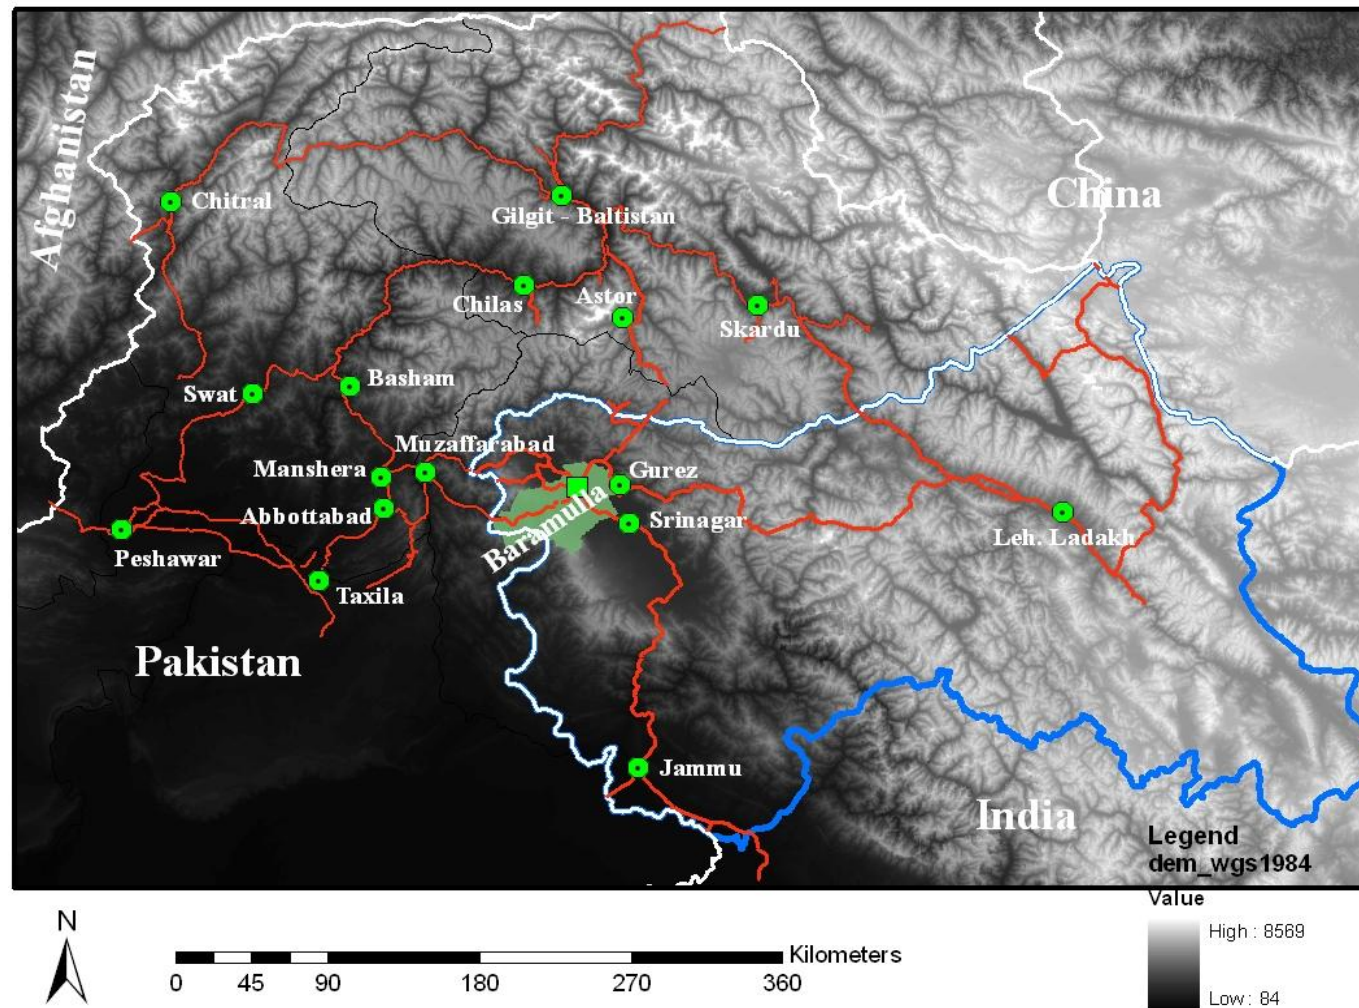 Afghanistan
China
Chitral
Gilgit - Baltistan
Chilas
Astor
Skardu
Swat
Basham
Muzaffarabad
Manshera
Gurez
Abbottabad
Baramulla
Srinagar
Leh. Ladakh
Peshawar
Taxila
Pakistan
Jammu
India
Legend
dem_wgs1984
Value
High : 8569
Low : 84
N
Kilometers
0 45 90 180 270 360